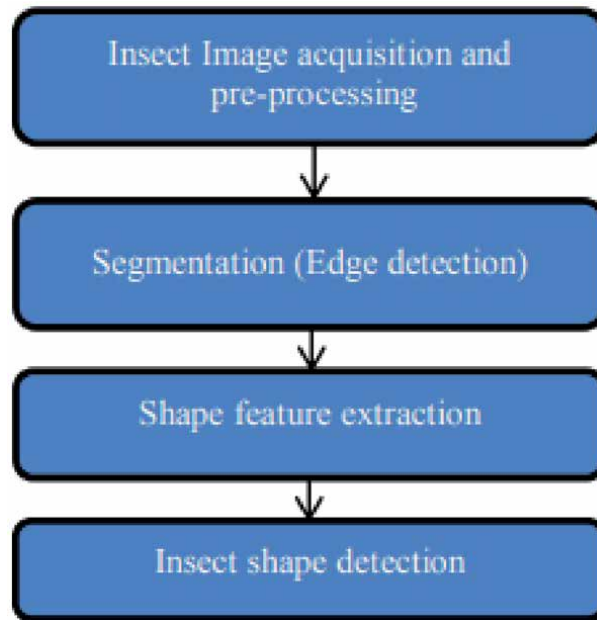 Insect Image acquisition and
pre-processing
Segmentation (Edge detection)
Shape feature extraction
Insect shape detection